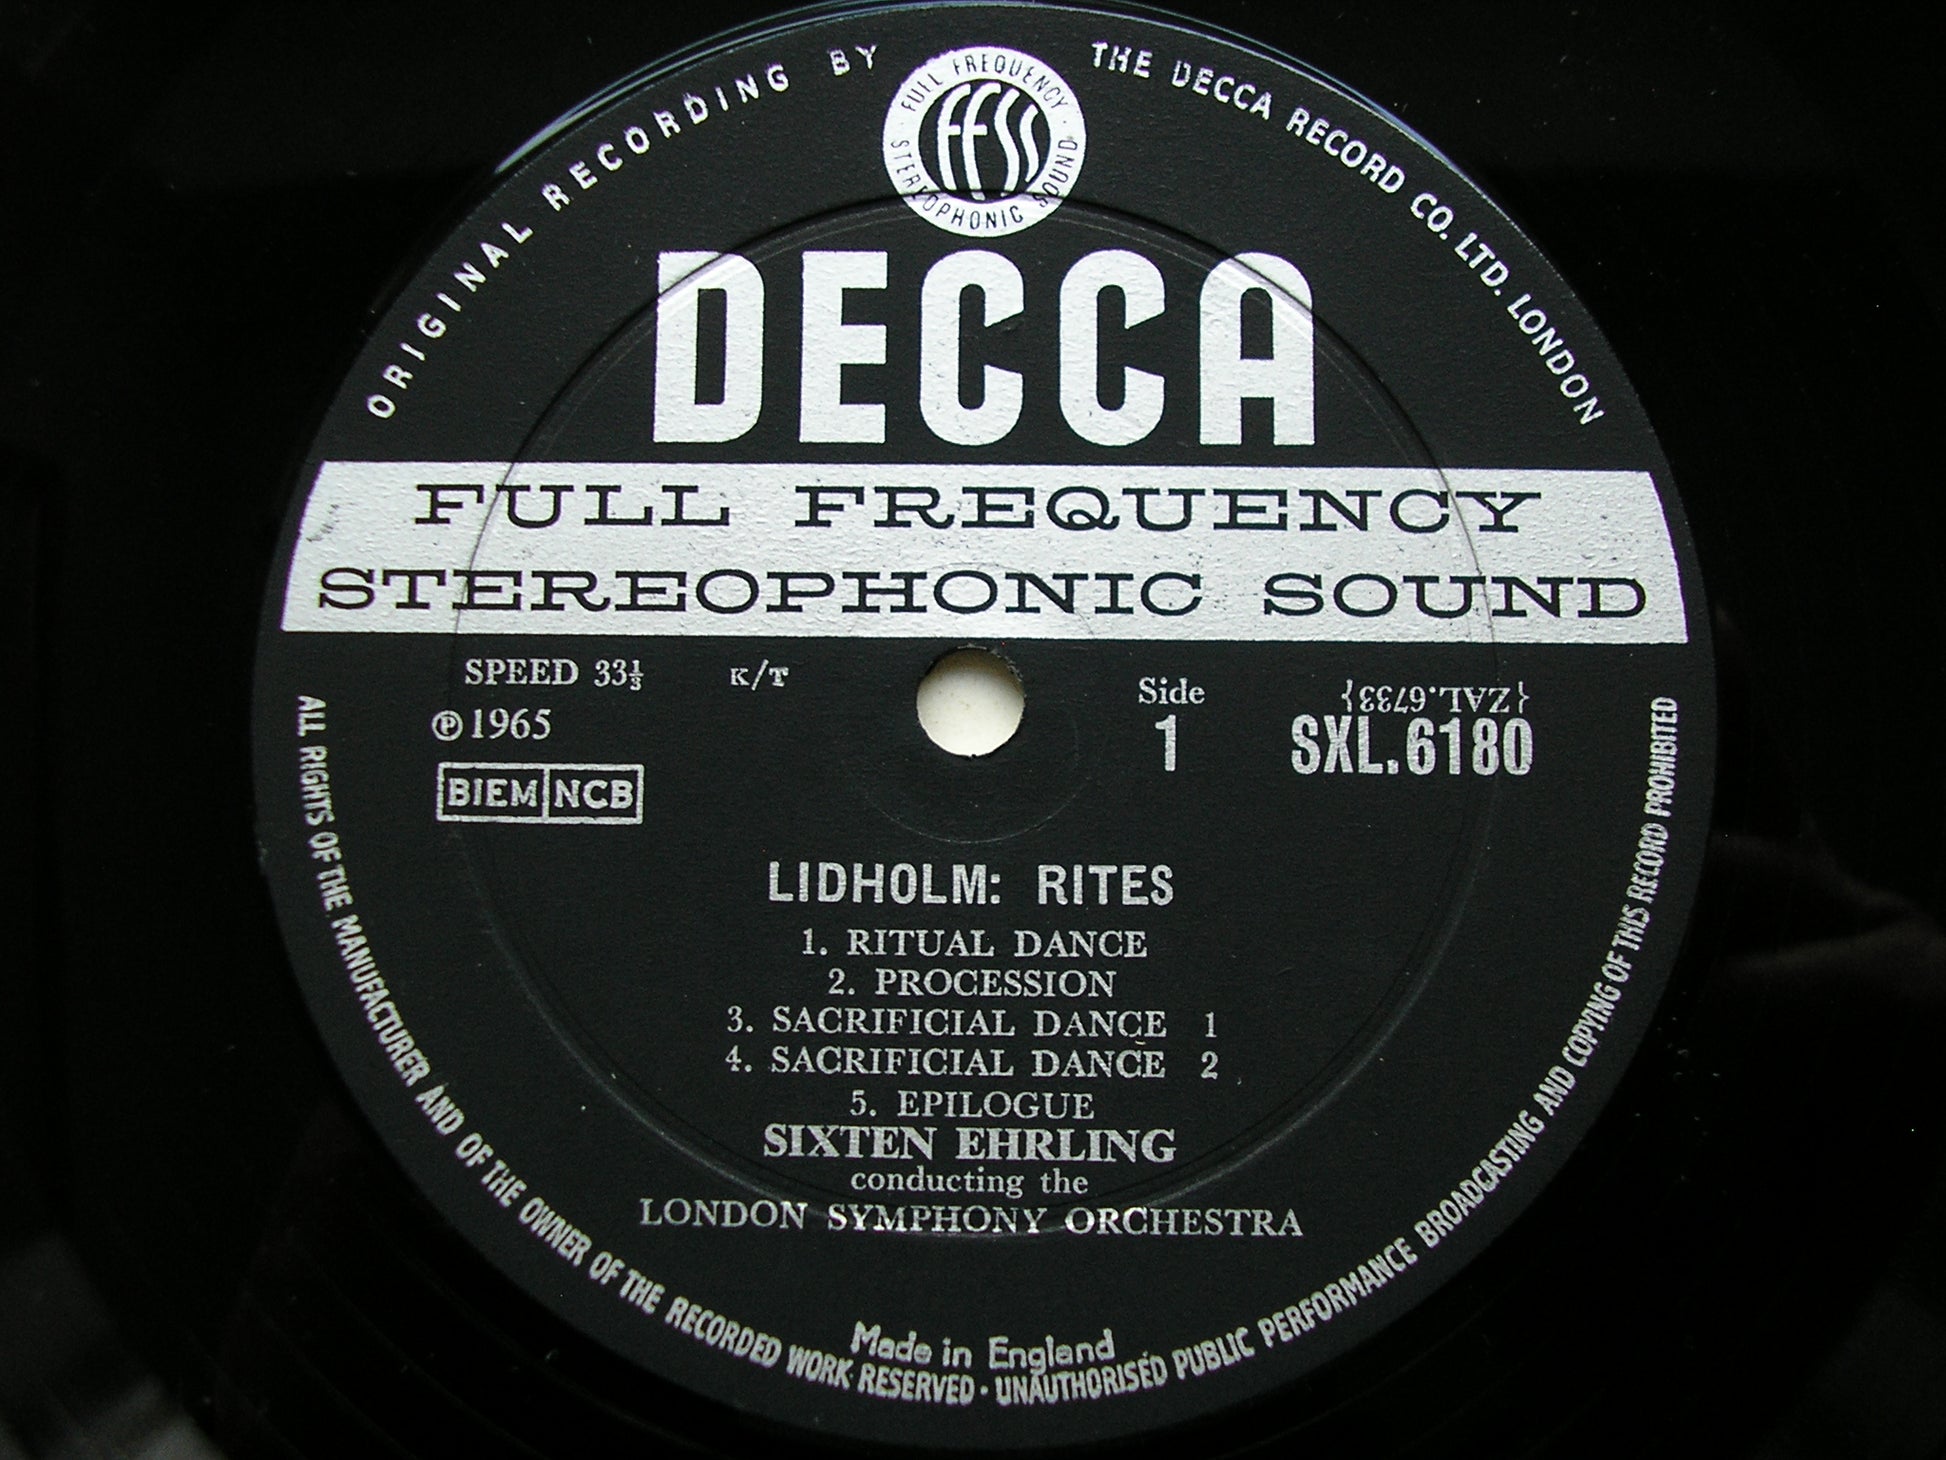 ORIGINAL RECORDING BY
THE DECCA RECORD CO. LTD. LONDON
FULL FREQUENCY
FFSS
STEREOPHONIC SOUND
DECCA
FULL FREQUENCY
STEREOPHONIC SOUND
SPEED 33⅓
K/T
Ⓟ 1965
BIEM NCB
Side
1
{ZAL.6733}
SXL.6180
LIDHOLM: RITES
1. RITUAL DANCE
2. PROCESSION
3. SACRIFICIAL DANCE 1
4. SACRIFICIAL DANCE 2
5. EPILOGUE
SIXTEN EHRLING
conducting the
LONDON SYMPHONY ORCHESTRA
Made in England
ALL RIGHTS OF THE MANUFACTURER AND OF THE OWNER OF THE RECORDED WORK RESERVED · UNAUTHORISED PUBLIC PERFORMANCE BROADCASTING AND COPYING OF THIS RECORD PROHIBITED